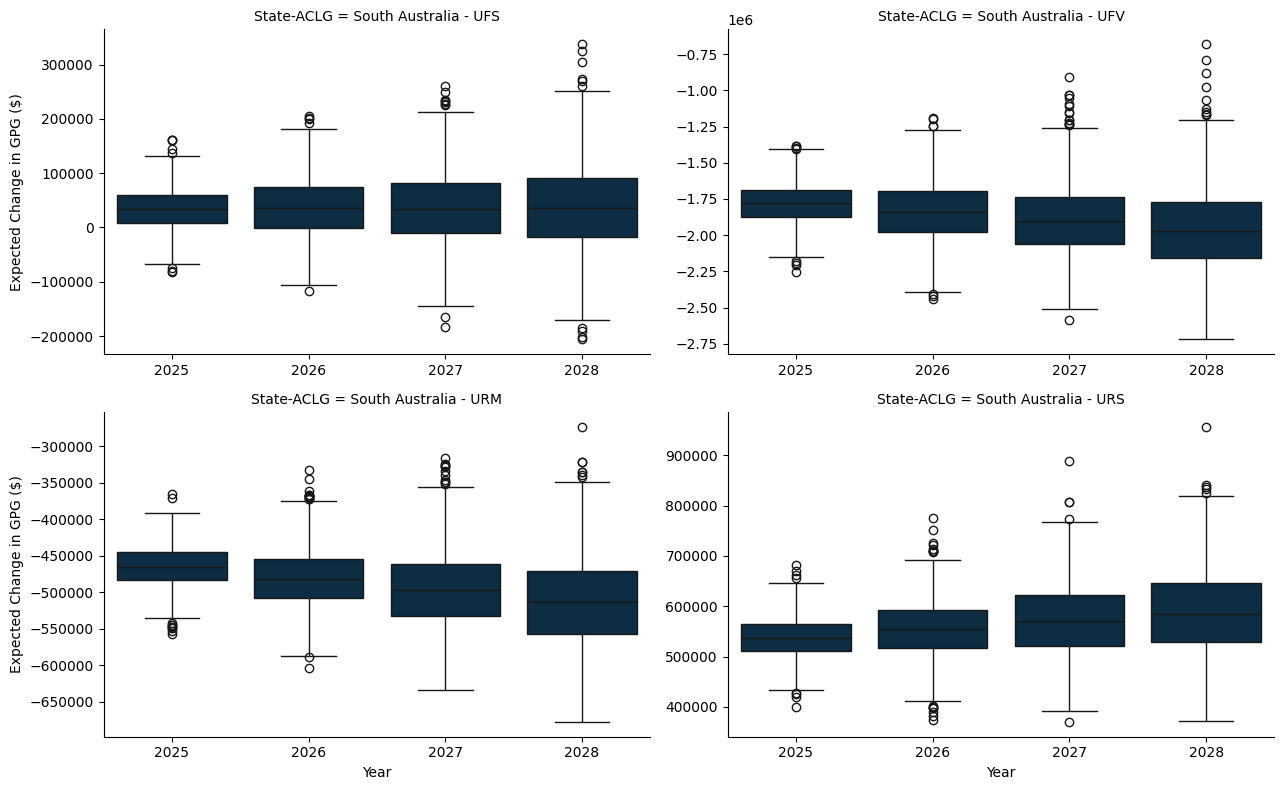 State-ACLG = South Australia - UFS
Expected Change in GPG ($)
300000
200000
100000
0
−100000
−200000
2025 2026 2027 2028
State-ACLG = South Australia - UFV
1e6
−0.75
−1.00
−1.25
−1.50
−1.75
−2.00
−2.25
−2.50
−2.75
2025 2026 2027 2028
State-ACLG = South Australia - URM
Expected Change in GPG ($)
−300000
−350000
−400000
−450000
−500000
−550000
−600000
−650000
2025 2026 2027 2028
Year
State-ACLG = South Australia - URS
900000
800000
700000
600000
500000
400000
2025 2026 2027 2028
Year